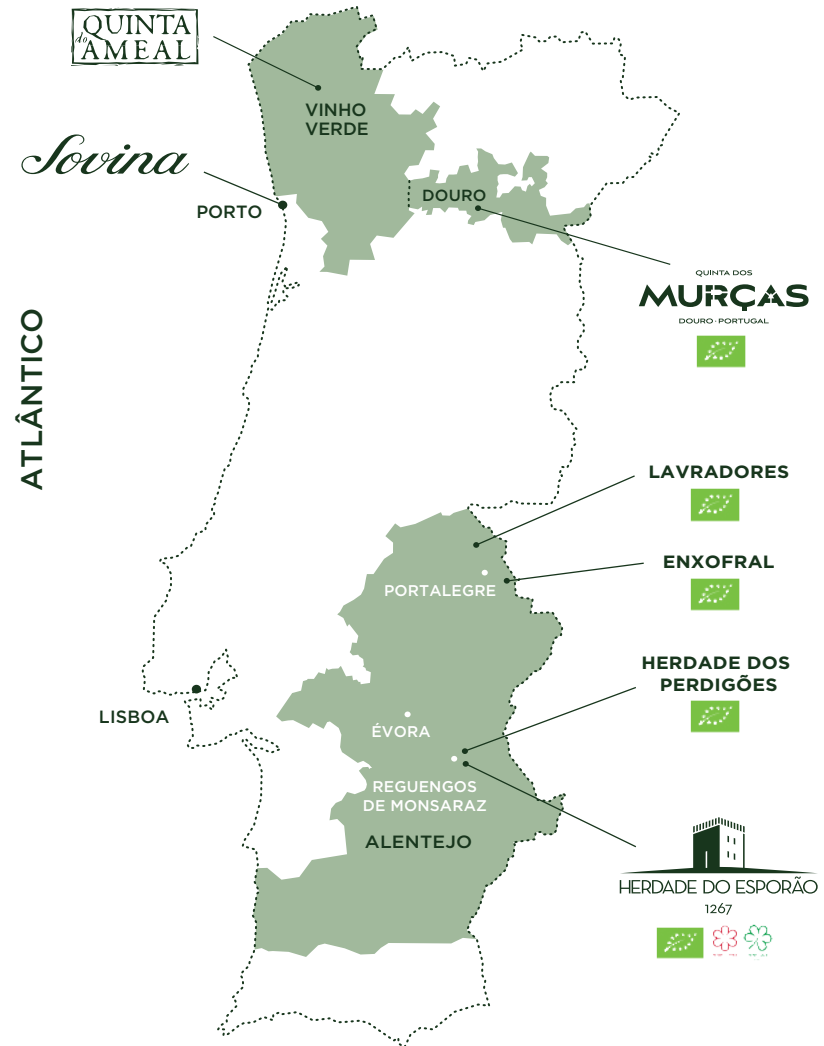 QUINTA
do AMEAL
VINHO
VERDE
Sovina
PORTO
DOURO
QUINTA DOS
MURÇAS
DOURO · PORTUGAL
ATLÂNTICO
LAVRADORES
ENXOFRAL
PORTALEGRE
HERDADE DOS
PERDIGÕES
LISBOA
ÉVORA
REGUENGOS
DE MONSARAZ
ALENTEJO
HERDADE DO ESPORÃO
1267